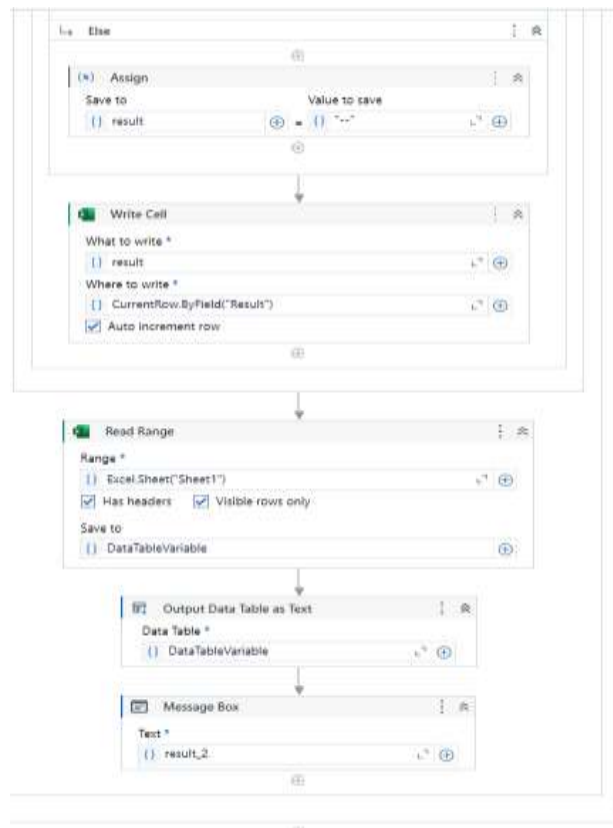 Else
(x) Assign
Save to Value to save
{} result = {} "--"
Write Cell
What to write *
{} result
Where to write *
{} CurrentRow.ByField("Result")
Auto increment row
Read Range
Range *
{} Excel.Sheet("Sheet1")
Has headers Visible rows only
Save to
{} DataTableVariable
Output Data Table as Text
Data Table *
{} DataTableVariable
Message Box
Text *
{} result_2